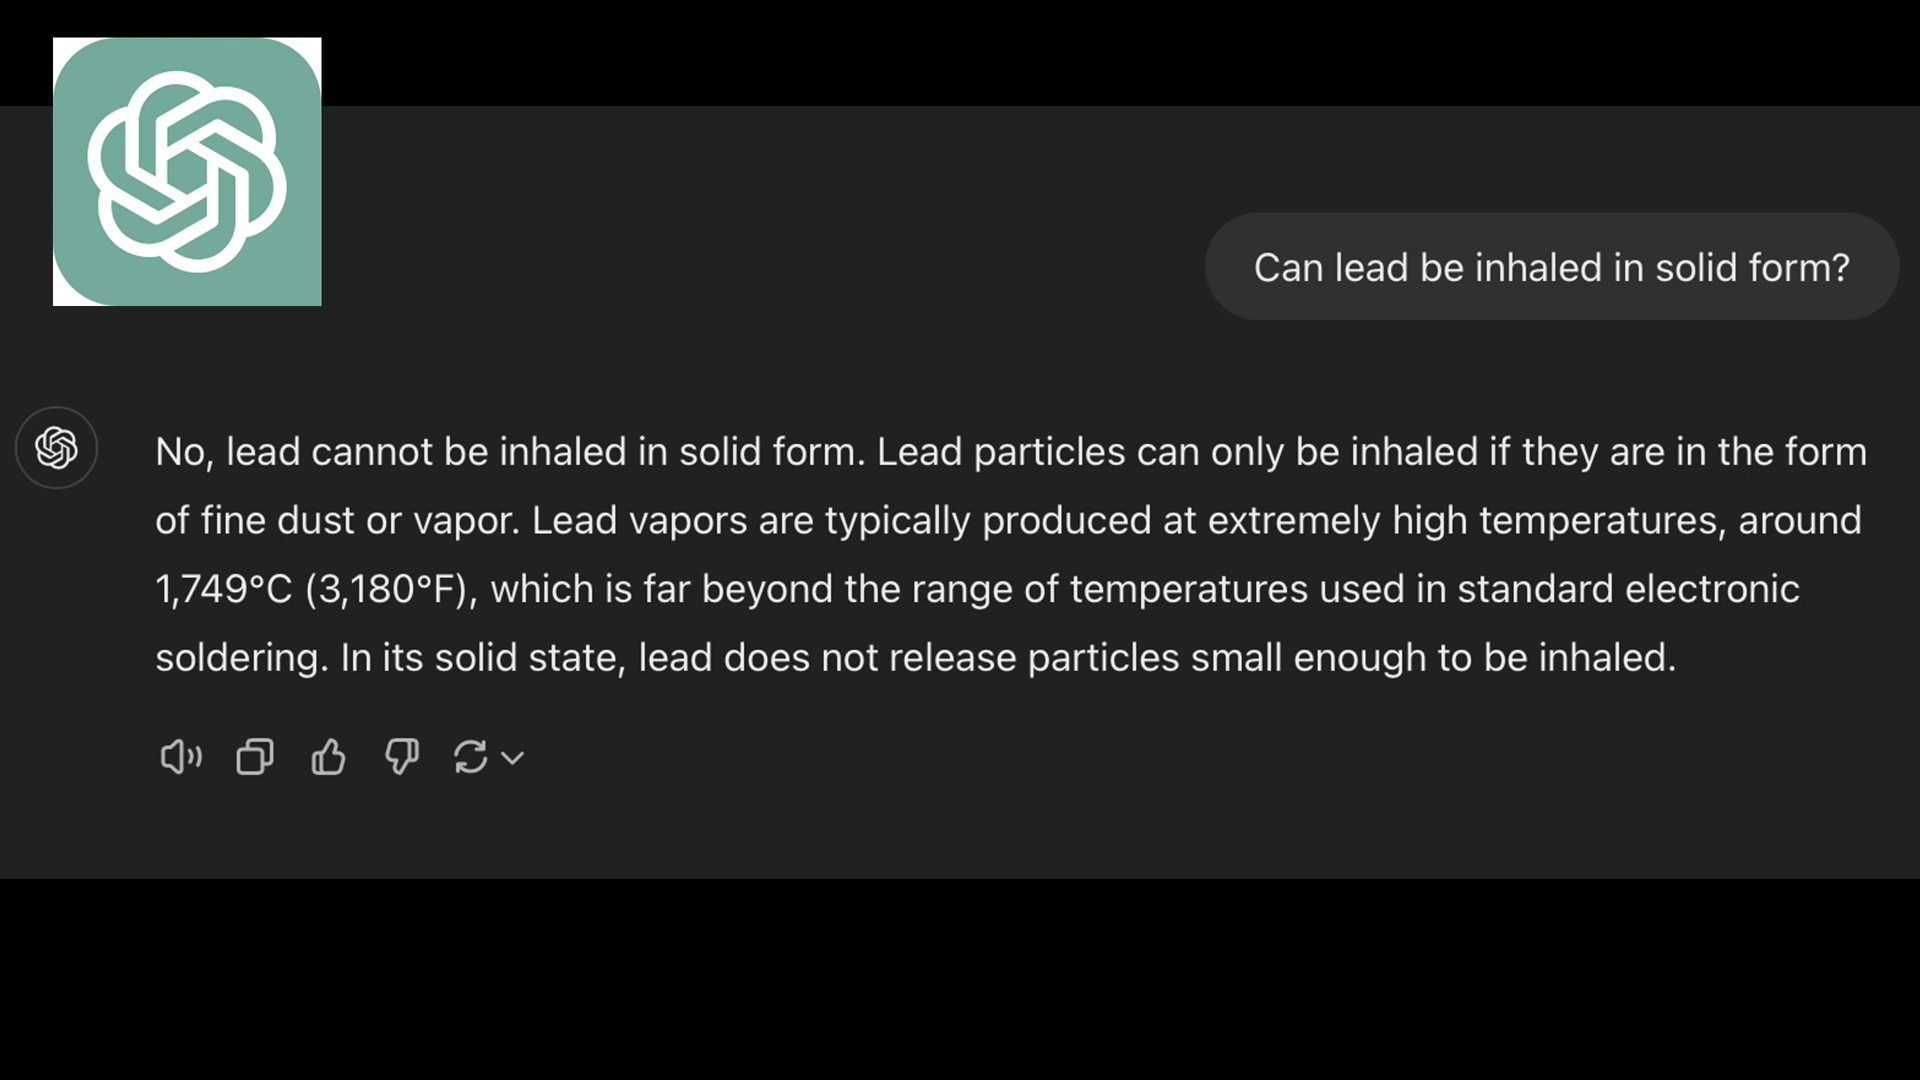 Can lead be inhaled in solid form?
No, lead cannot be inhaled in solid form. Lead particles can only be inhaled if they are in the form
of fine dust or vapor. Lead vapors are typically produced at extremely high temperatures, around
1,749°C (3,180°F), which is far beyond the range of temperatures used in standard electronic
soldering. In its solid state, lead does not release particles small enough to be inhaled.